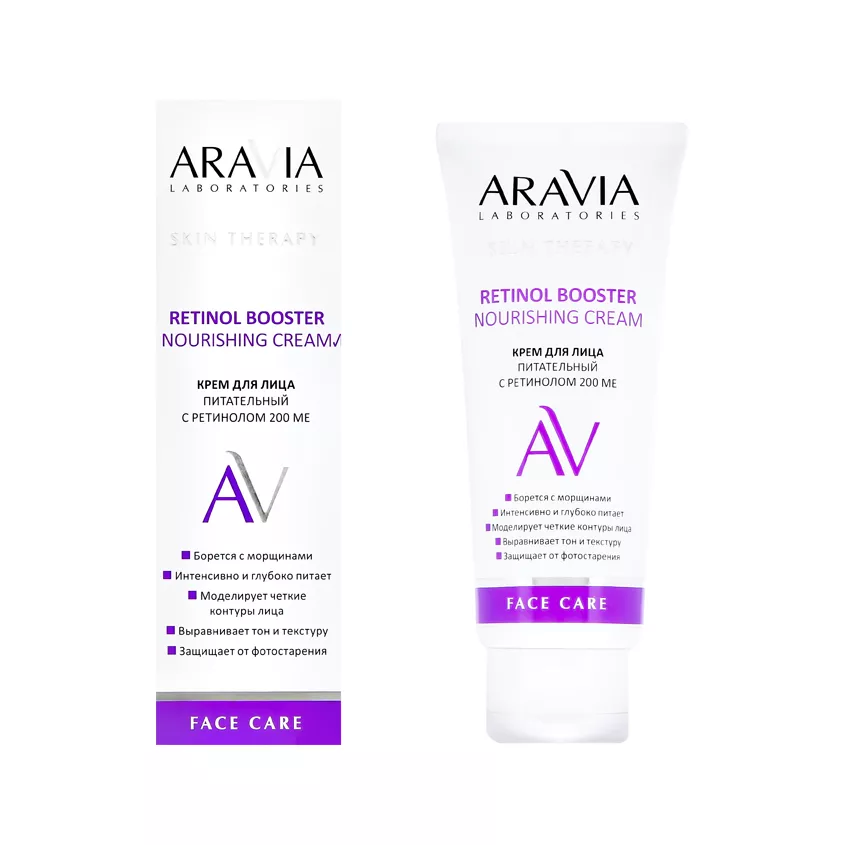 ARAVIA
LABORATORIES
SKIN THERAPY
RETINOL BOOSTER
NOURISHING CREAM
КРЕМ ДЛЯ ЛИЦА
ПИТАТЕЛЬНЫЙ
С РЕТИНОЛОМ 200 МЕ
AV
Борется с морщинами
Интенсивно и глубоко питает
Моделирует четкие
контуры лица
Выравнивает тон и текстуру
Защищает от фотостарения
FACE CARE
ARAVIA
LABORATORIES
SKIN THERAPY
RETINOL BOOSTER
NOURISHING CREAM
КРЕМ ДЛЯ ЛИЦА
ПИТАТЕЛЬНЫЙ
С РЕТИНОЛОМ 200 МЕ
AV
Борется с морщинами
Интенсивно и глубоко питает
Моделирует четкие контуры лица
Выравнивает тон и текстуру
Защищает от фотостарения
FACE CARE